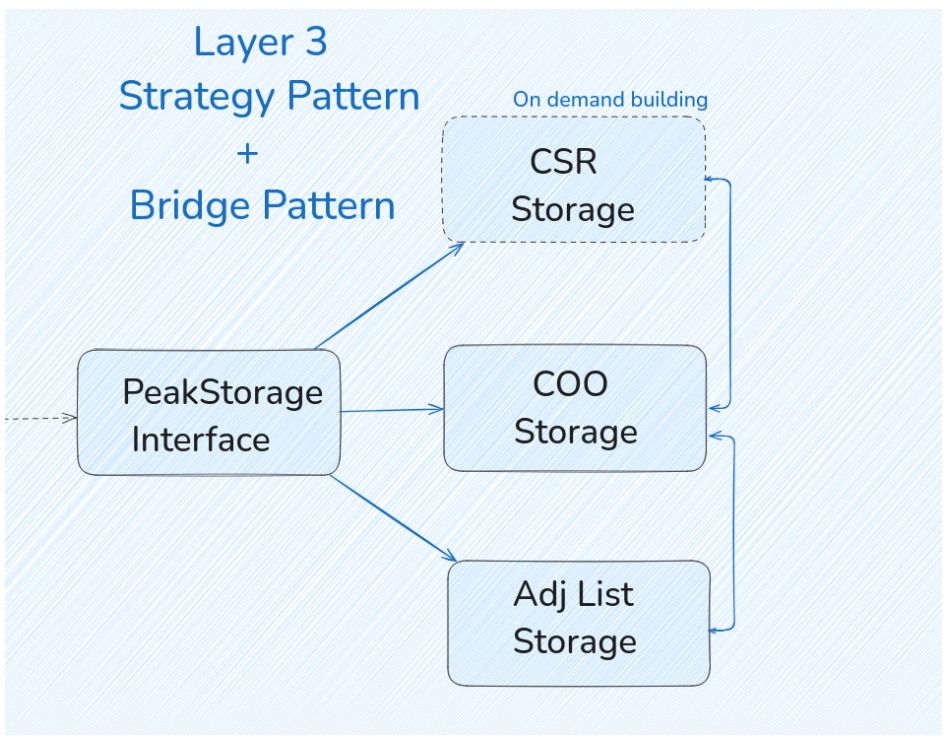 Layer 3
Strategy Pattern
+
Bridge Pattern
On demand building
CSR
Storage
PeakStorage
Interface
COO
Storage
Adj List
Storage